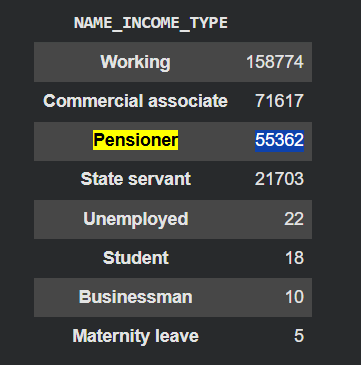 NAME_INCOME_TYPE
Working 158774
Commercial associate 71617
Pensioner 55362
State servant 21703
Unemployed 22
Student 18
Businessman 10
Maternity leave 5